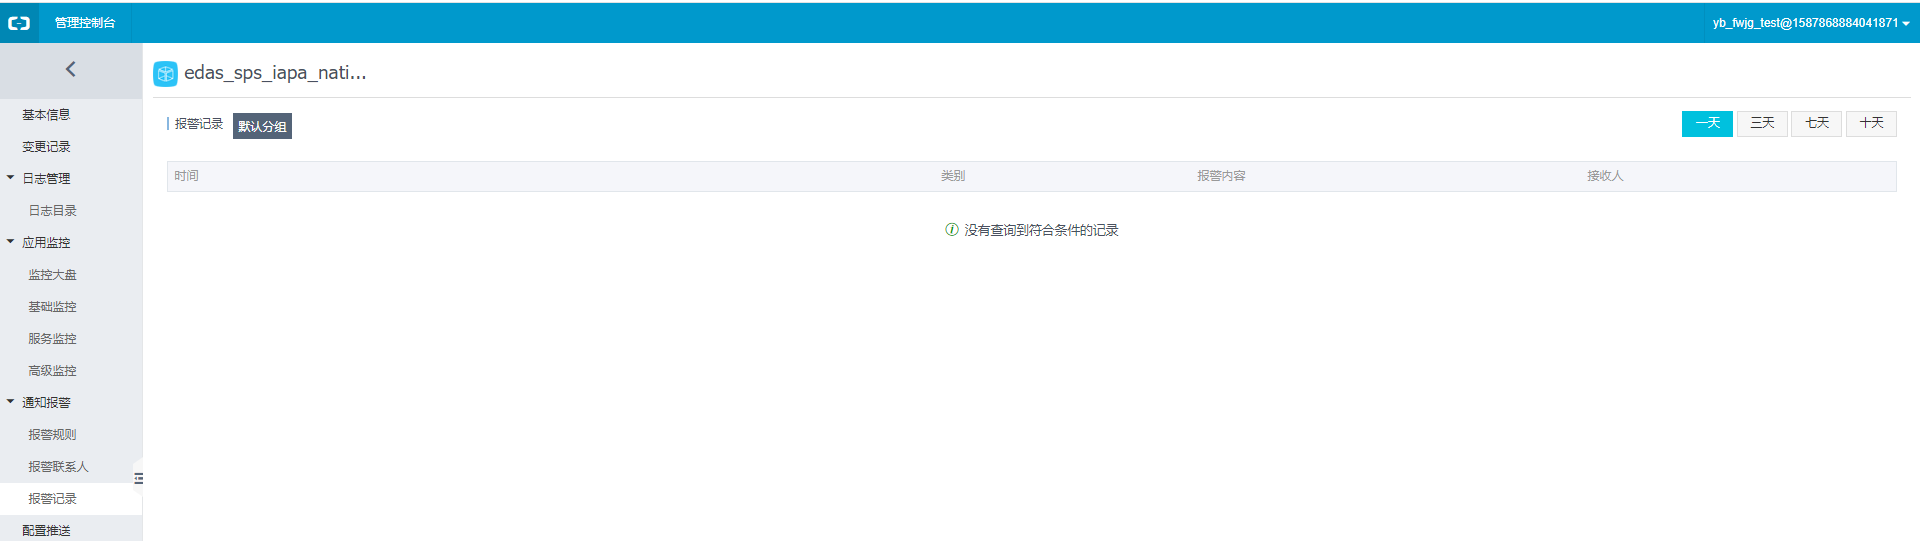 管理控制台
yb_fwjg_test@1587868884041871
edas_sps_iapa_nati...
基本信息
变更记录
日志管理
日志目录
应用监控
监控大盘
基础监控
服务监控
高级监控
通知报警
报警规则
报警联系人
报警记录
配置推送
报警记录 默认分组
一天 三天 七天 十天
时间 类别 报警内容 接收人
没有查询到符合条件的记录